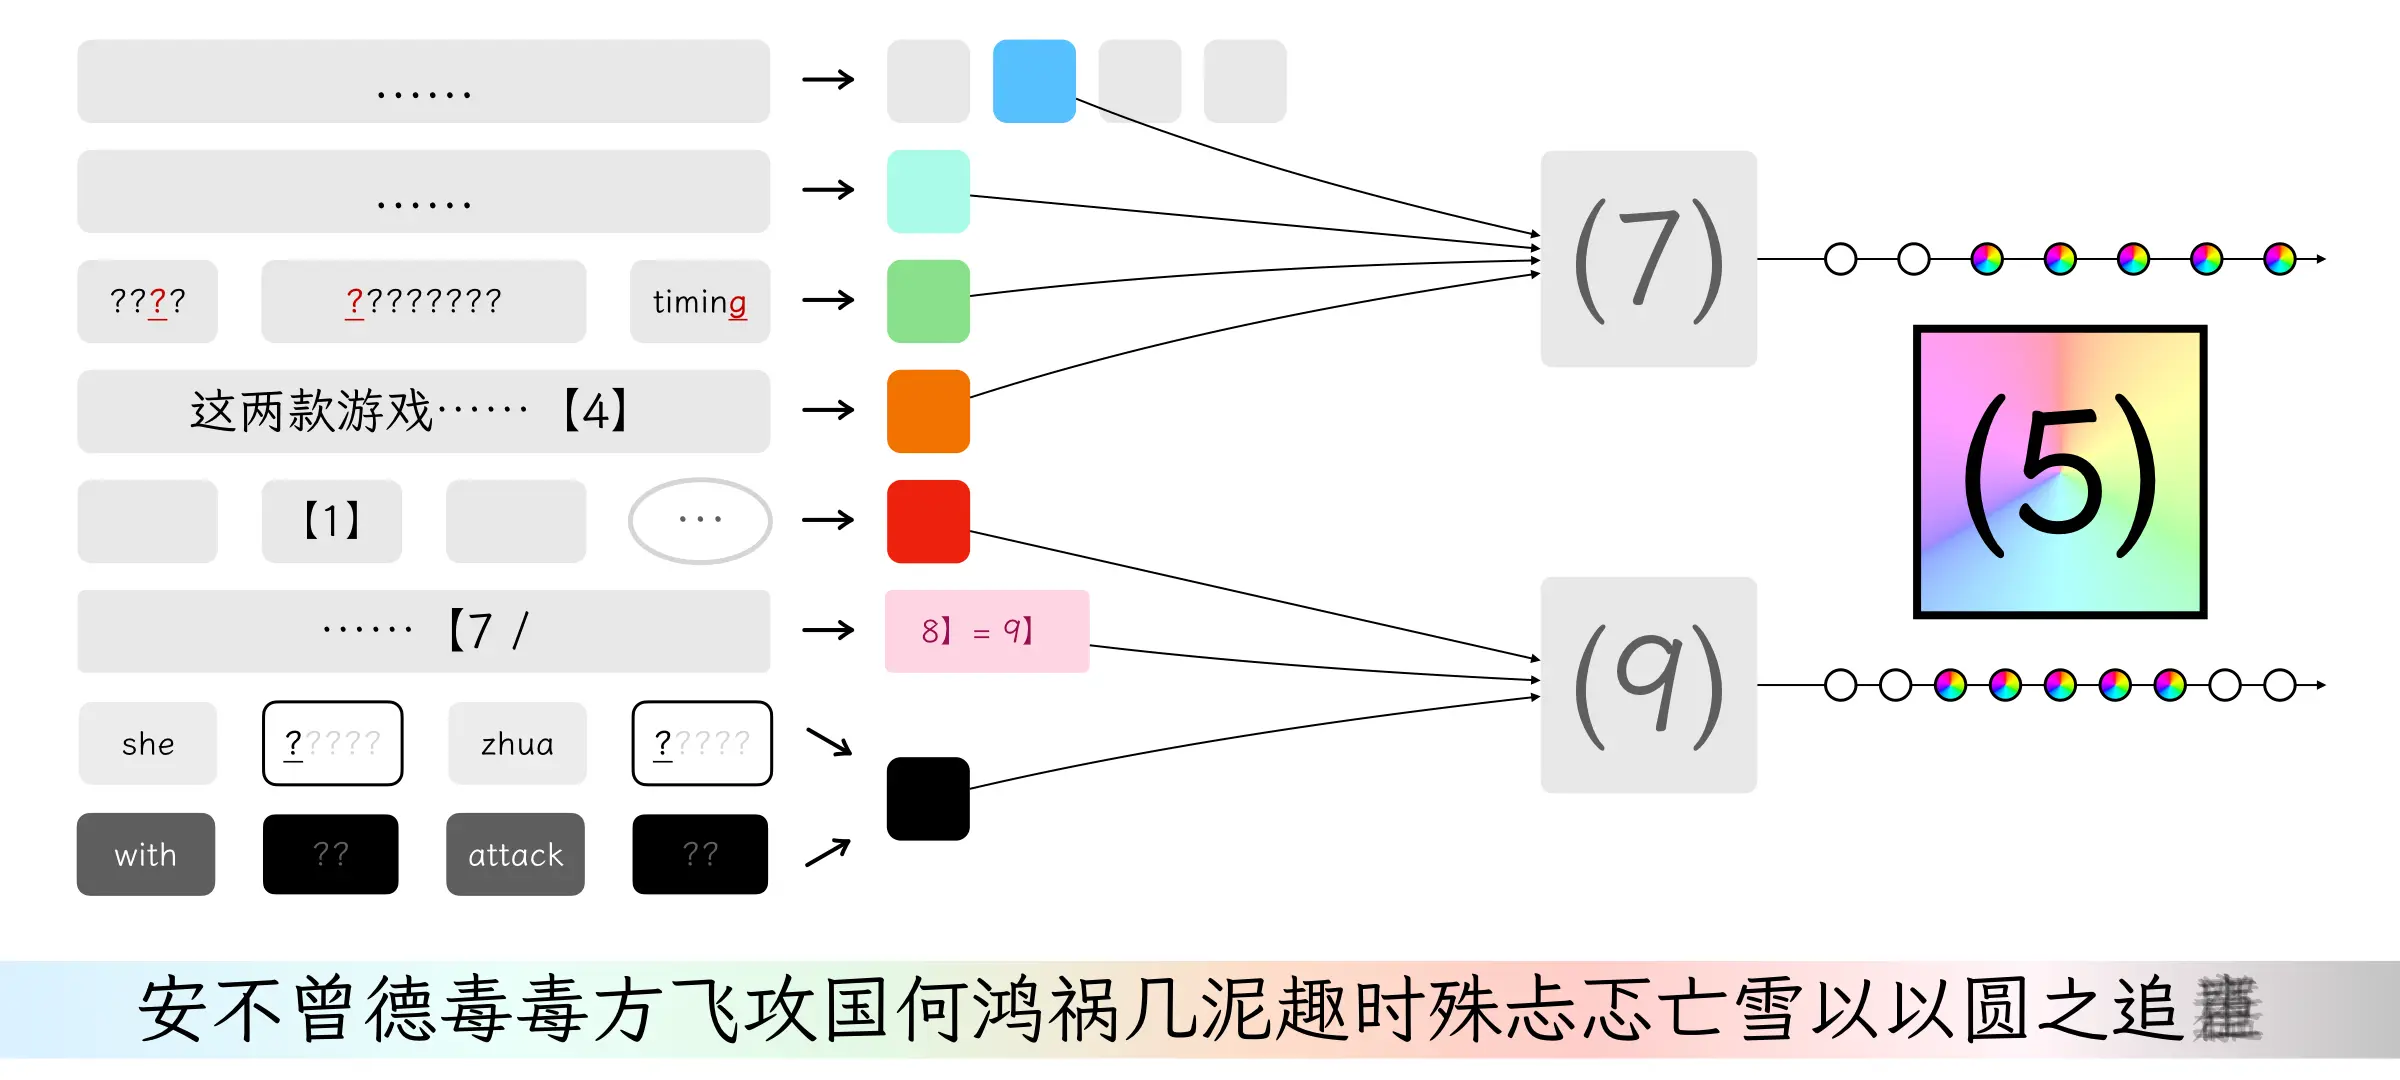 ……
……
???? ???????? timing
这两款游戏……【4】
【1】 …
……【7 / 8】 = 9】
she ????? zhua ?????
with ?? attack ??
(7)
(5)
(9)
安不曾德毒毒方飞攻国何鸿祸几泥趣时殊忐忑亡雪以以圆之追